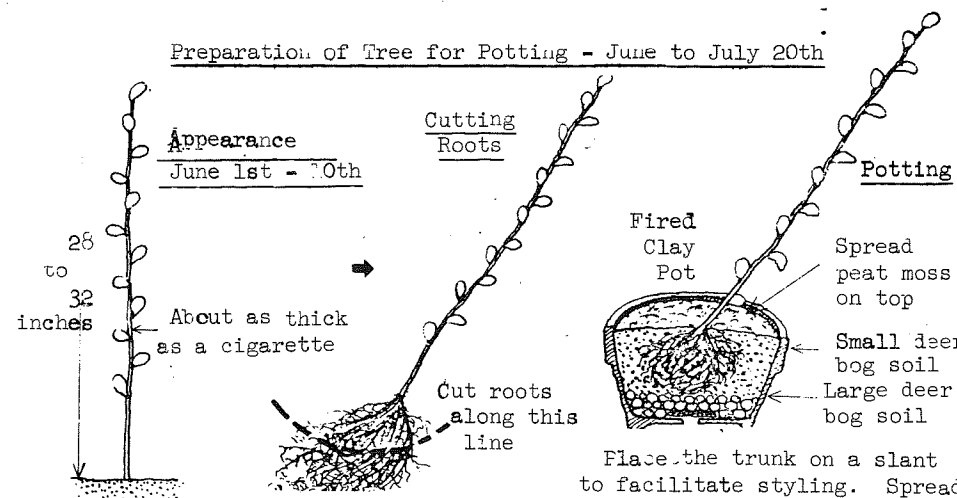 Preparation of Tree for Potting - June to July 20th
Appearance
June 1st - 10th
28
to
32
inches
About as thick
as a cigarette
Cutting
Roots
Cut roots
along this
line
Potting
Fired
Clay
Pot
Spread
peat moss
on top
Small deer
bog soil
Large deer
bog soil
Place the trunk on a slant
to facilitate styling. Spread